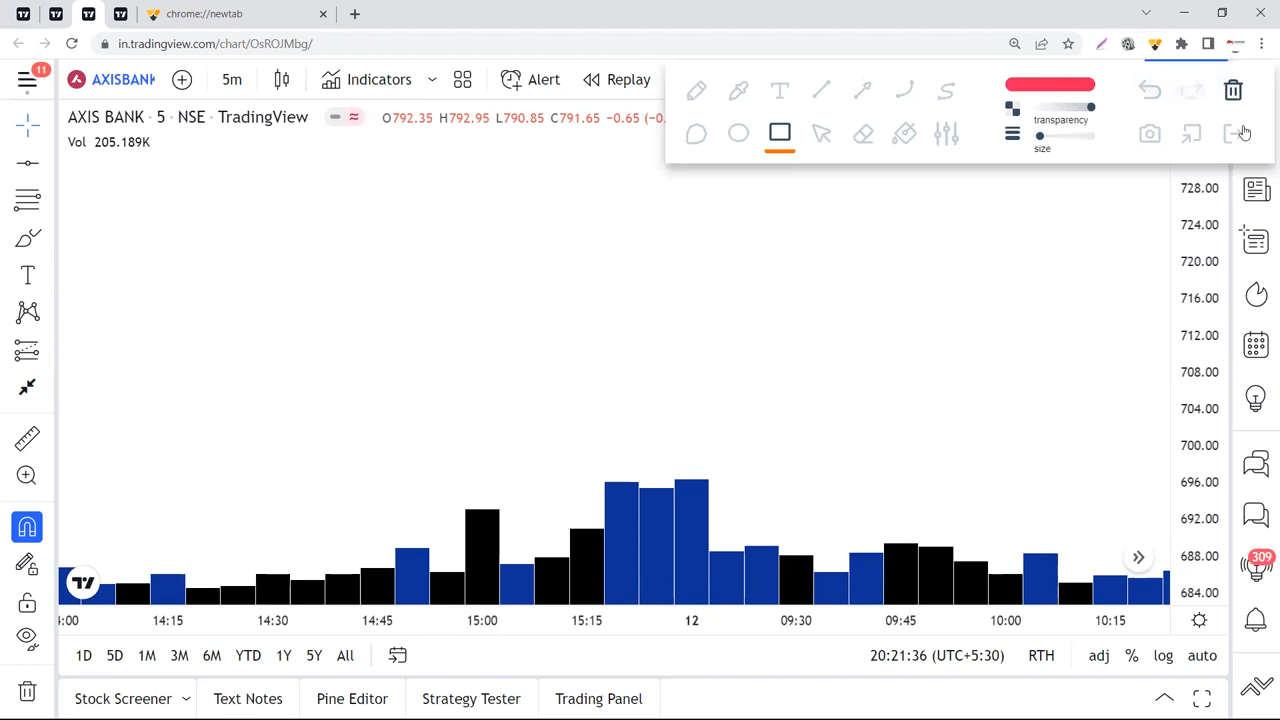 chrome://newtab
in.tradingview.com/chart/OsROJMbg/
11
AXISBANK
5m
Indicators
Alert
Replay
AXIS BANK · 5 · NSE · TradingView
O792.35 H792.95 L790.85 C791.65 −0.65
Vol 205.189K
transparency
size
728.00
724.00
720.00
716.00
712.00
708.00
704.00
700.00
696.00
692.00
688.00
684.00
309
14:15
14:30
14:45
15:00
15:15
12
09:30
09:45
10:00
10:15
1D 5D 1M 3M 6M YTD 1Y 5Y All
20:21:36 (UTC+5:30)
RTH
adj
%
log
auto
Stock Screener
Text Notes
Pine Editor
Strategy Tester
Trading Panel